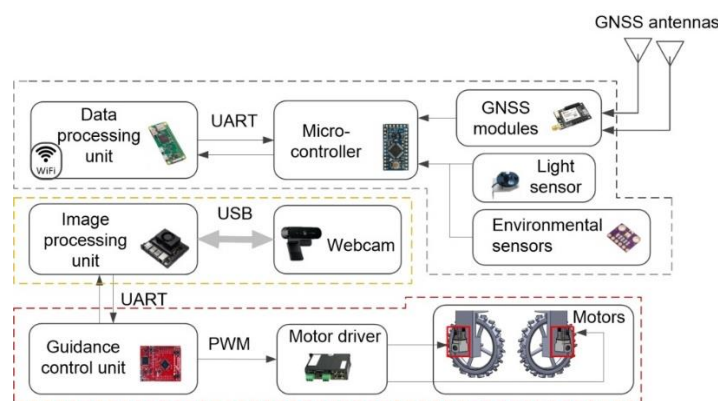 GNSS antennas
Data
processing
unit
WiFi
UART
Micro-
controller
GNSS
modules
Light
sensor
Environmental
sensors
Image
processing
unit
USB
Webcam
UART
Guidance
control unit
PWM
Motor driver
Motors